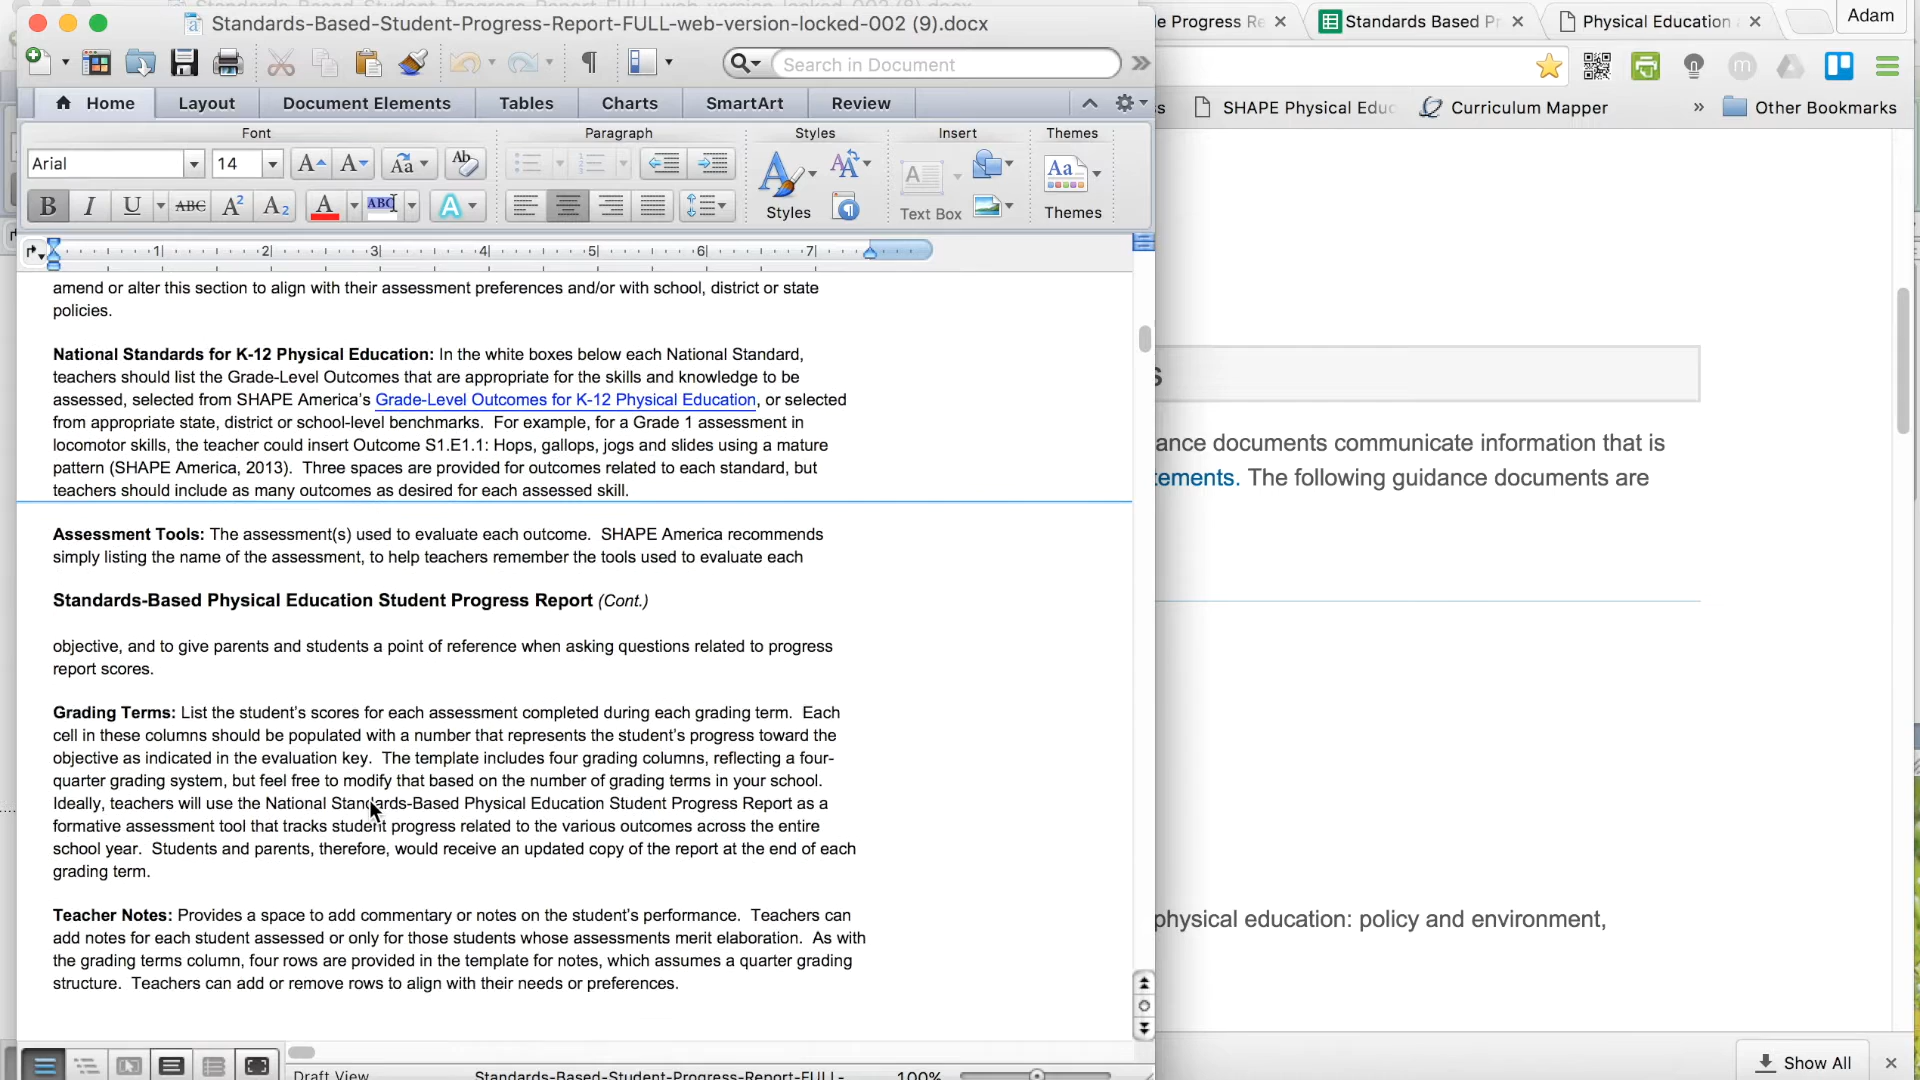 Standards-Based-Student-Progress-Report-FULL-web-version-locked-002 (9).docx
e Progress Re
Standards Based Pr
Physical Education
Adam
Search in Document
Home
Layout
Document Elements
Tables
Charts
SmartArt
Review
SHAPE Physical Educ
Curriculum Mapper
»
Other Bookmarks
Font
Paragraph
Styles
Insert
Themes
Arial
14
Styles
Text Box
Themes
1 2 3 4 5 6 7
amend or alter this section to align with their assessment preferences and/or with school, district or state
policies.
National Standards for K-12 Physical Education: In the white boxes below each National Standard,
teachers should list the Grade-Level Outcomes that are appropriate for the skills and knowledge to be
assessed, selected from SHAPE America's Grade-Level Outcomes for K-12 Physical Education, or selected
from appropriate state, district or school-level benchmarks. For example, for a Grade 1 assessment in
locomotor skills, the teacher could insert Outcome S1.E1.1: Hops, gallops, jogs and slides using a mature
pattern (SHAPE America, 2013). Three spaces are provided for outcomes related to each standard, but
teachers should include as many outcomes as desired for each assessed skill.
Assessment Tools: The assessment(s) used to evaluate each outcome. SHAPE America recommends
simply listing the name of the assessment, to help teachers remember the tools used to evaluate each
Standards-Based Physical Education Student Progress Report (Cont.)
objective, and to give parents and students a point of reference when asking questions related to progress
report scores.
Grading Terms: List the student's scores for each assessment completed during each grading term. Each
cell in these columns should be populated with a number that represents the student's progress toward the
objective as indicated in the evaluation key. The template includes four grading columns, reflecting a four-
quarter grading system, but feel free to modify that based on the number of grading terms in your school.
Ideally, teachers will use the National Standards-Based Physical Education Student Progress Report as a
formative assessment tool that tracks student progress related to the various outcomes across the entire
school year. Students and parents, therefore, would receive an updated copy of the report at the end of each
grading term.
Teacher Notes: Provides a space to add commentary or notes on the student's performance. Teachers can
add notes for each student assessed or only for those students whose assessments merit elaboration. As with
the grading terms column, four rows are provided in the template for notes, which assumes a quarter grading
structure. Teachers can add or remove rows to align with their needs or preferences.
s
ance documents communicate information that is
ements. The following guidance documents are
physical education: policy and environment,
Draft View
Standards-Based-Student-Progress-Report-FULL-
100%
Show All